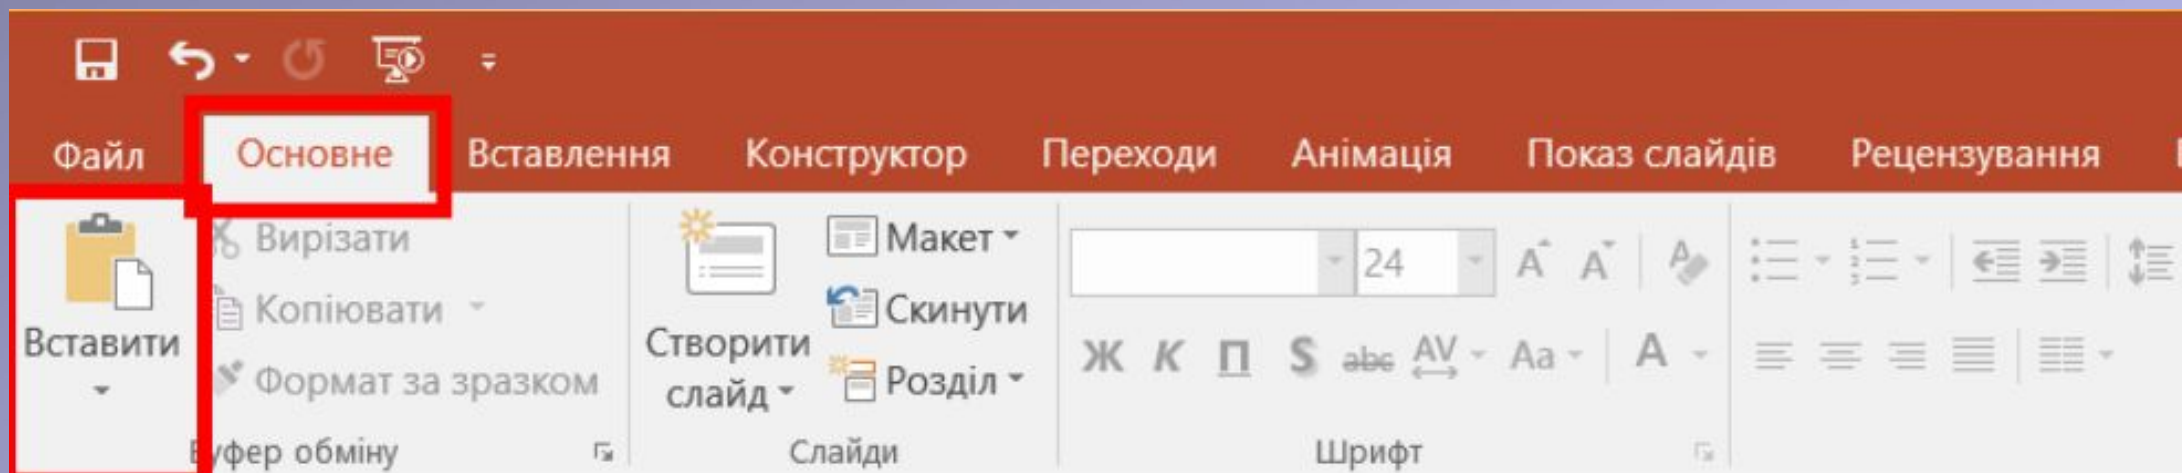 Файл Основне Вставлення Конструктор Переходи Анімація Показ слайдів Рецензування
Вставити
Вирізати
Копіювати
Формат за зразком
Буфер обміну
Створити
слайд
Макет
Скинути
Розділ
Слайди
24 A A A
Ж К П S abc AV Aa A
Шрифт